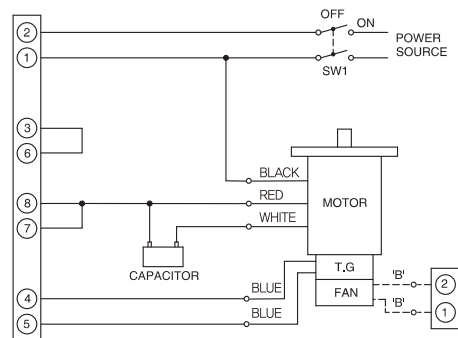 OFF
ON
2
POWER
SOURCE
1
SW1
3
6
BLACK
8
RED
MOTOR
WHITE
7
CAPACITOR
T.G
BLUE
'B'
FAN
2
4
BLUE
'B'
1
5